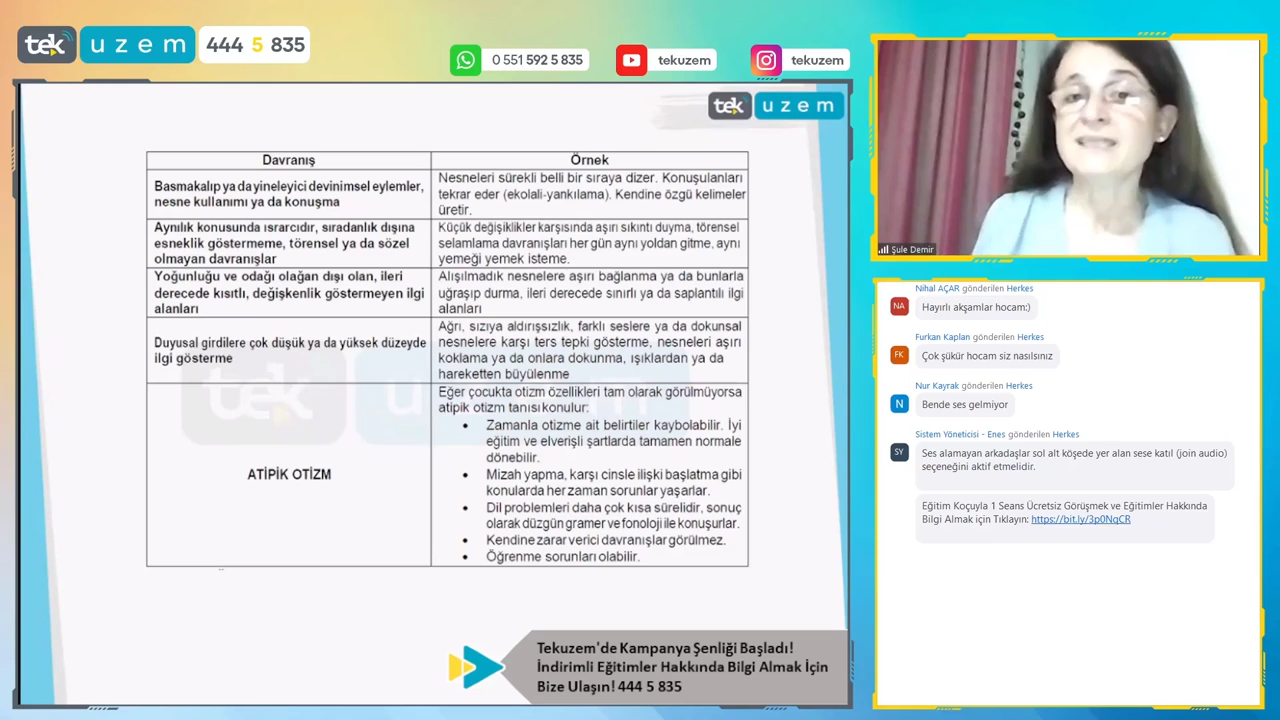 tek uzem 444 5 835
0 551 592 5 835
tekuzem
tekuzem
tek uzem
Davranış
Örnek
Basmakalıp ya da yineleyici devinimsel eylemler,
nesne kullanımı ya da konuşma
Nesneleri sürekli belli bir sıraya dizer. Konuşulanları
tekrar eder (ekolali-yankılama). Kendine özgü kelimeler
üretir.
Aynılık konusunda ısrarcıdır, sıradanlık dışına
esneklik göstermeme, törensel ya da sözel
olmayan davranışlar
Küçük değişiklikler karşısında aşırı sıkıntı duyma, törensel
selamlama davranışları her gün aynı yoldan gitme, aynı
yemeği yemek isteme.
Yoğunluğu ve odağı olağan dışı olan, ileri
derecede kısıtlı, değişkenlik göstermeyen ilgi
alanları
Alışılmadık nesnelere aşırı bağlanma ya da bunlarla
uğraşıp durma, ileri derecede sınırlı ya da saplantılı ilgi
alanları
Duyusal girdilere çok düşük ya da yüksek düzeyde
ilgi gösterme
Ağrı, sızıya aldırışsızlık, farklı seslere ya da dokunsal
nesnelere karşı ters tepki gösterme, nesneleri aşırı
koklama ya da onlara dokunma, ışıklardan ya da
hareketten büyülenme
ATİPİK OTİZM
Eğer çocukta otizm özellikleri tam olarak görülmüyorsa
atipik otizm tanısı konulur:
• Zamanla otizme ait belirtiler kaybolabilir. İyi
eğitim ve elverişli şartlarda tamamen normale
dönebilir.
• Mizah yapma, karşı cinsle ilişki başlatma gibi
konularda her zaman sorunlar yaşarlar.
• Dil problemleri daha çok kısa sürelidir, sonuç
olarak düzgün gramer ve fonoloji ile konuşurlar.
• Kendine zarar verici davranışlar görülmez.
• Öğrenme sorunları olabilir.
tek u
Tekuzem'de Kampanya Şenliği Başladı!
İndirimli Eğitimler Hakkında Bilgi Almak İçin
Bize Ulaşın! 444 5 835
Şule Demir
Nihal AÇAR gönderilen Herkes
NA
Hayırlı akşamlar hocam:)
Furkan Kaplan gönderilen Herkes
FK
Çok şükür hocam siz nasılsınız
Nur Kayrak gönderilen Herkes
N
Bende ses gelmiyor
Sistem Yöneticisi - Enes gönderilen Herkes
SY
Ses alamayan arkadaşlar sol alt köşede yer alan sese katıl (join audio)
seçeneğini aktif etmelidir.
Eğitim Koçuyla 1 Seans Ücretsiz Görüşmek ve Eğitimler Hakkında
Bilgi Almak için Tıklayın: https://bit.ly/3p0NqCR